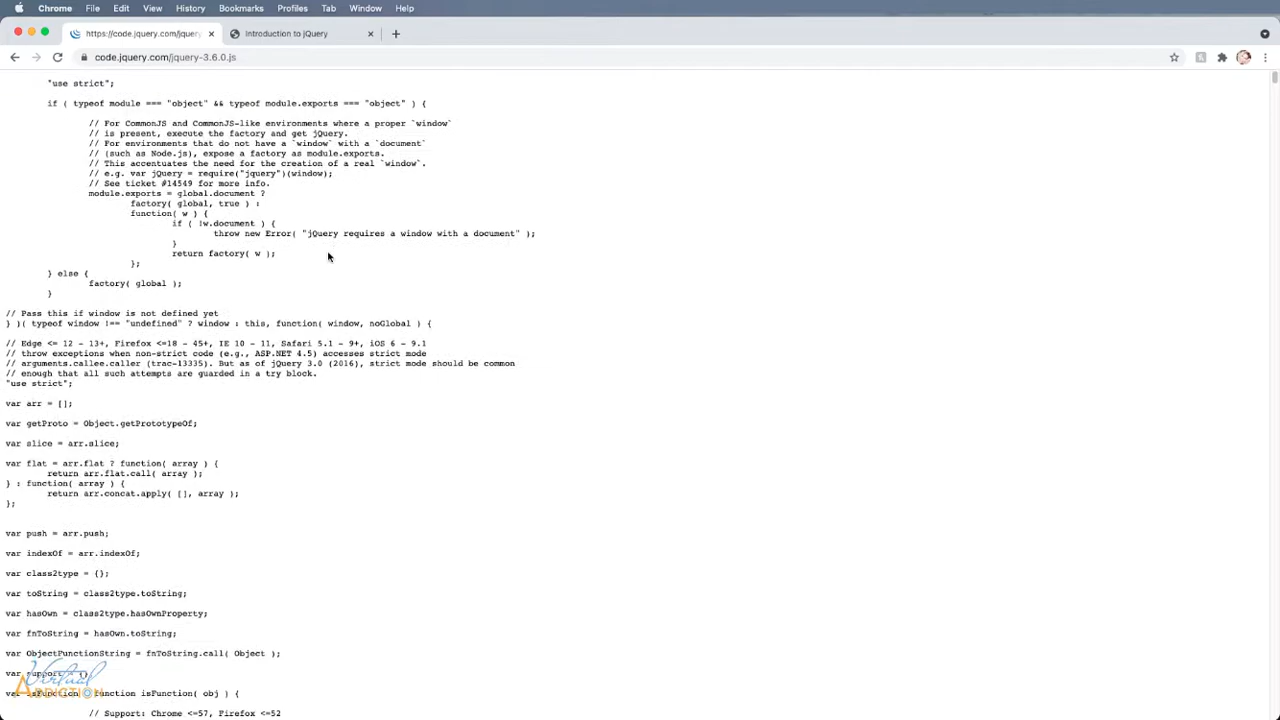 Chrome File Edit View History Bookmarks Profiles Tab Window Help
https://code.jquery.com/jquery Introduction to jQuery
code.jquery.com/jquery-3.6.0.js
"use strict";
if ( typeof module === "object" && typeof module.exports === "object" ) {
// For CommonJS and CommonJS-like environments where a proper `window`
// is present, execute the factory and get jQuery.
// For environments that do not have a `window` with a `document`
// (such as Node.js), expose a factory as module.exports.
// This accentuates the need for the creation of a real `window`.
// e.g. var jQuery = require("jquery")(window);
// See ticket #14549 for more info.
module.exports = global.document ?
factory( global, true ) :
function( w ) {
if ( !w.document ) {
throw new Error( "jQuery requires a window with a document" );
}
return factory( w );
};
} else {
factory( global );
}
// Pass this if window is not defined yet
} )( typeof window !== "undefined" ? window : this, function( window, noGlobal ) {
// Edge <= 12 - 13+, Firefox <=18 - 45+, IE 10 - 11, Safari 5.1 - 9+, iOS 6 - 9.1
// throw exceptions when non-strict code (e.g., ASP.NET 4.5) accesses strict mode
// arguments.callee.caller (trac-13335). But as of jQuery 3.0 (2016), strict mode should be common
// enough that all such attempts are guarded in a try block.
"use strict";
var arr = [];
var getProto = Object.getPrototypeOf;
var slice = arr.slice;
var flat = arr.flat ? function( array ) {
return arr.flat.call( array );
} : function( array ) {
return arr.concat.apply( [], array );
};
var push = arr.push;
var indexOf = arr.indexOf;
var class2type = {};
var toString = class2type.toString;
var hasOwn = class2type.hasOwnProperty;
var fnToString = hasOwn.toString;
var ObjectFunctionString = fnToString.call( Object );
var support = {};
var isFunction = function isFunction( obj ) {
// Support: Chrome <=57, Firefox <=52
Virtual
ADDICTION